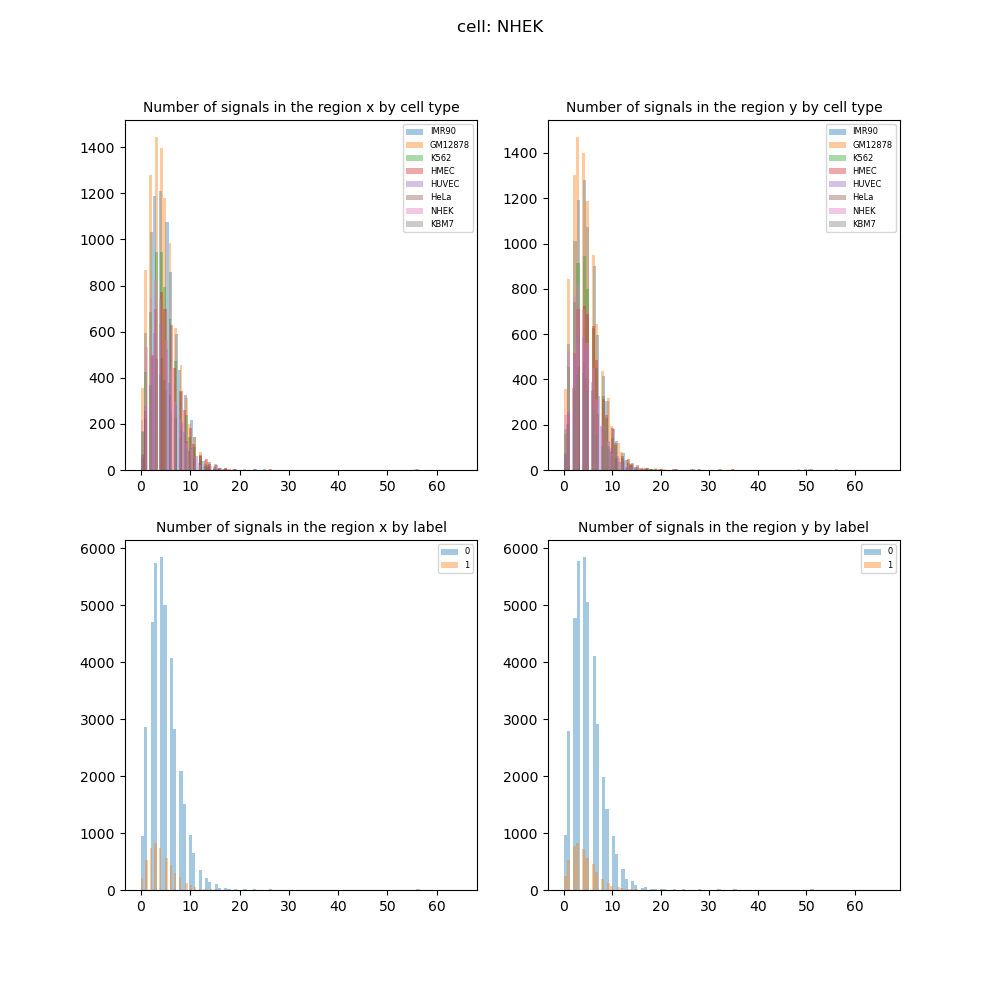 cell: NHEK
Number of signals in the region x by cell type
1400
1200
1000
800
600
400
200
0
0 10 20 30 40 50 60
IMR90
GM12878
K562
HMEC
HUVEC
HeLa
NHEK
KBM7
Number of signals in the region y by cell type
1400
1200
1000
800
600
400
200
0
0 10 20 30 40 50 60
IMR90
GM12878
K562
HMEC
HUVEC
HeLa
NHEK
KBM7
Number of signals in the region x by label
6000
5000
4000
3000
2000
1000
0
0 10 20 30 40 50 60
0
1
Number of signals in the region y by label
6000
5000
4000
3000
2000
1000
0
0 10 20 30 40 50 60
0
1